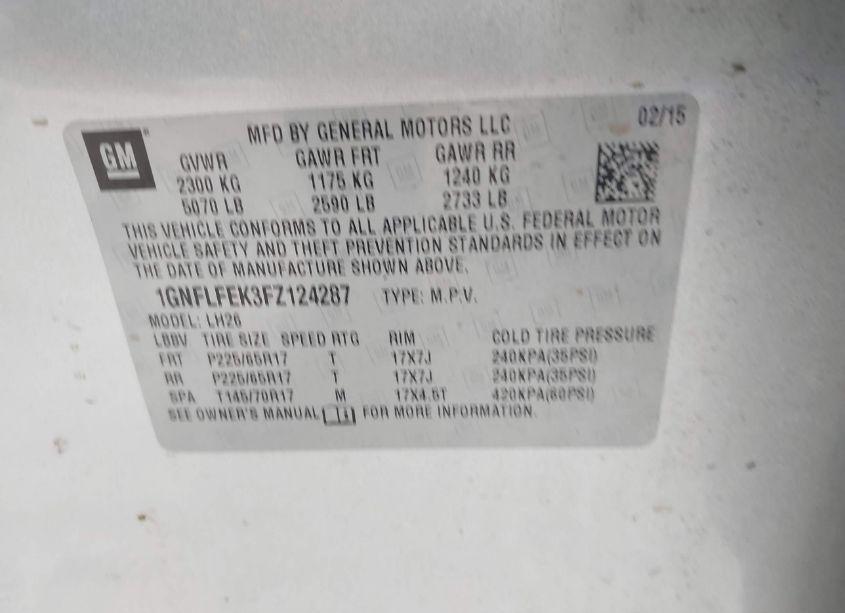 GM
MFD BY GENERAL MOTORS LLC 02/15
GVWR GAWR FRT GAWR RR
2300 KG 1175 KG 1240 KG
5070 LB 2590 LB 2733 LB
THIS VEHICLE CONFORMS TO ALL APPLICABLE U.S. FEDERAL MOTOR
VEHICLE SAFETY AND THEFT PREVENTION STANDARDS IN EFFECT ON
THE DATE OF MANUFACTURE SHOWN ABOVE.
1GNFLFEK3FZ124287 TYPE: M.P.V.
MODEL: LH26
LBBV TIRE SIZE SPEED RTG RIM COLD TIRE PRESSURE
FRT P225/65R17 T 17X7J 240KPA(35PSI)
RR P225/65R17 T 17X7J 240KPA(35PSI)
SPA T145/70R17 M 17X4.5T 420KPA(60PSI)
SEE OWNER'S MANUAL FOR MORE INFORMATION.